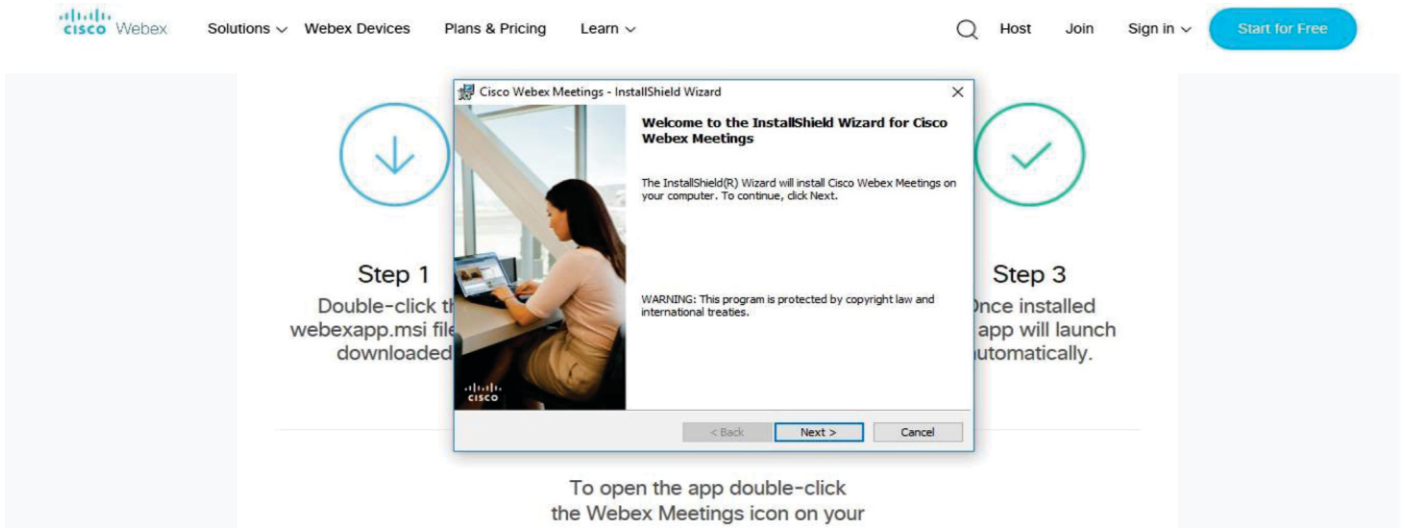 CISCO Webex
Solutions
Webex Devices
Plans & Pricing
Learn
Host
Join
Sign in
Start for Free
Cisco Webex Meetings - InstallShield Wizard
Welcome to the InstallShield Wizard for Cisco
Webex Meetings
The InstallShield(R) Wizard will install Cisco Webex Meetings on
your computer. To continue, click Next.
WARNING: This program is protected by copyright law and
international treaties.
CISCO
< Back
Next >
Cancel
Step 1
Double-click
webexapp.msi
downloaded
Step 3
installed
app will launch
To open the app double-click
the Webex Meetings icon on your